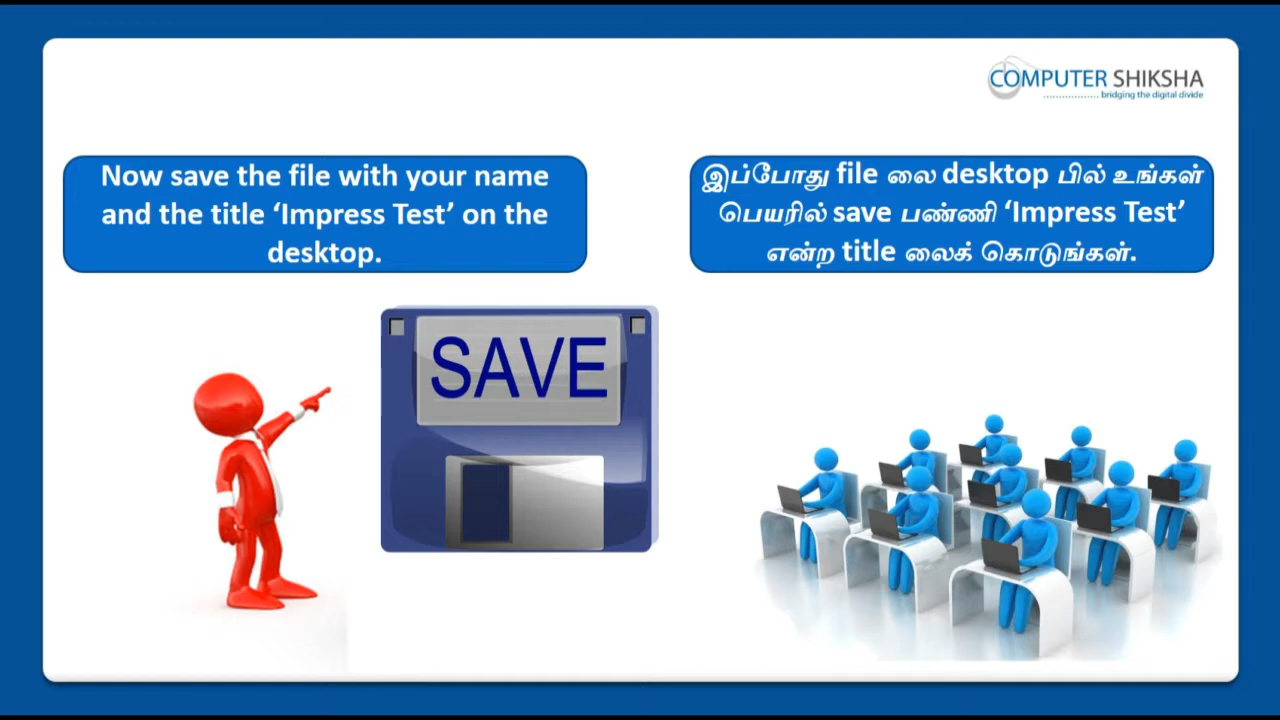 COMPUTER SHIKSHA
bridging the digital divide
Now save the file with your name
and the title ‘Impress Test’ on the
desktop.
இப்போது file லை desktop பில் உங்கள்
பெயரில் save பண்ணி ‘Impress Test’
என்ற title லைக் கொடுங்கள்.
SAVE